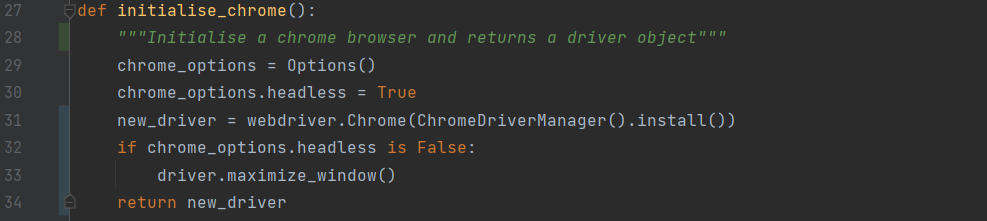 27 def initialise_chrome():
28     """Initialise a chrome browser and returns a driver object"""
29     chrome_options = Options()
30     chrome_options.headless = True
31     new_driver = webdriver.Chrome(ChromeDriverManager().install())
32     if chrome_options.headless is False:
33         driver.maximize_window()
34     return new_driver